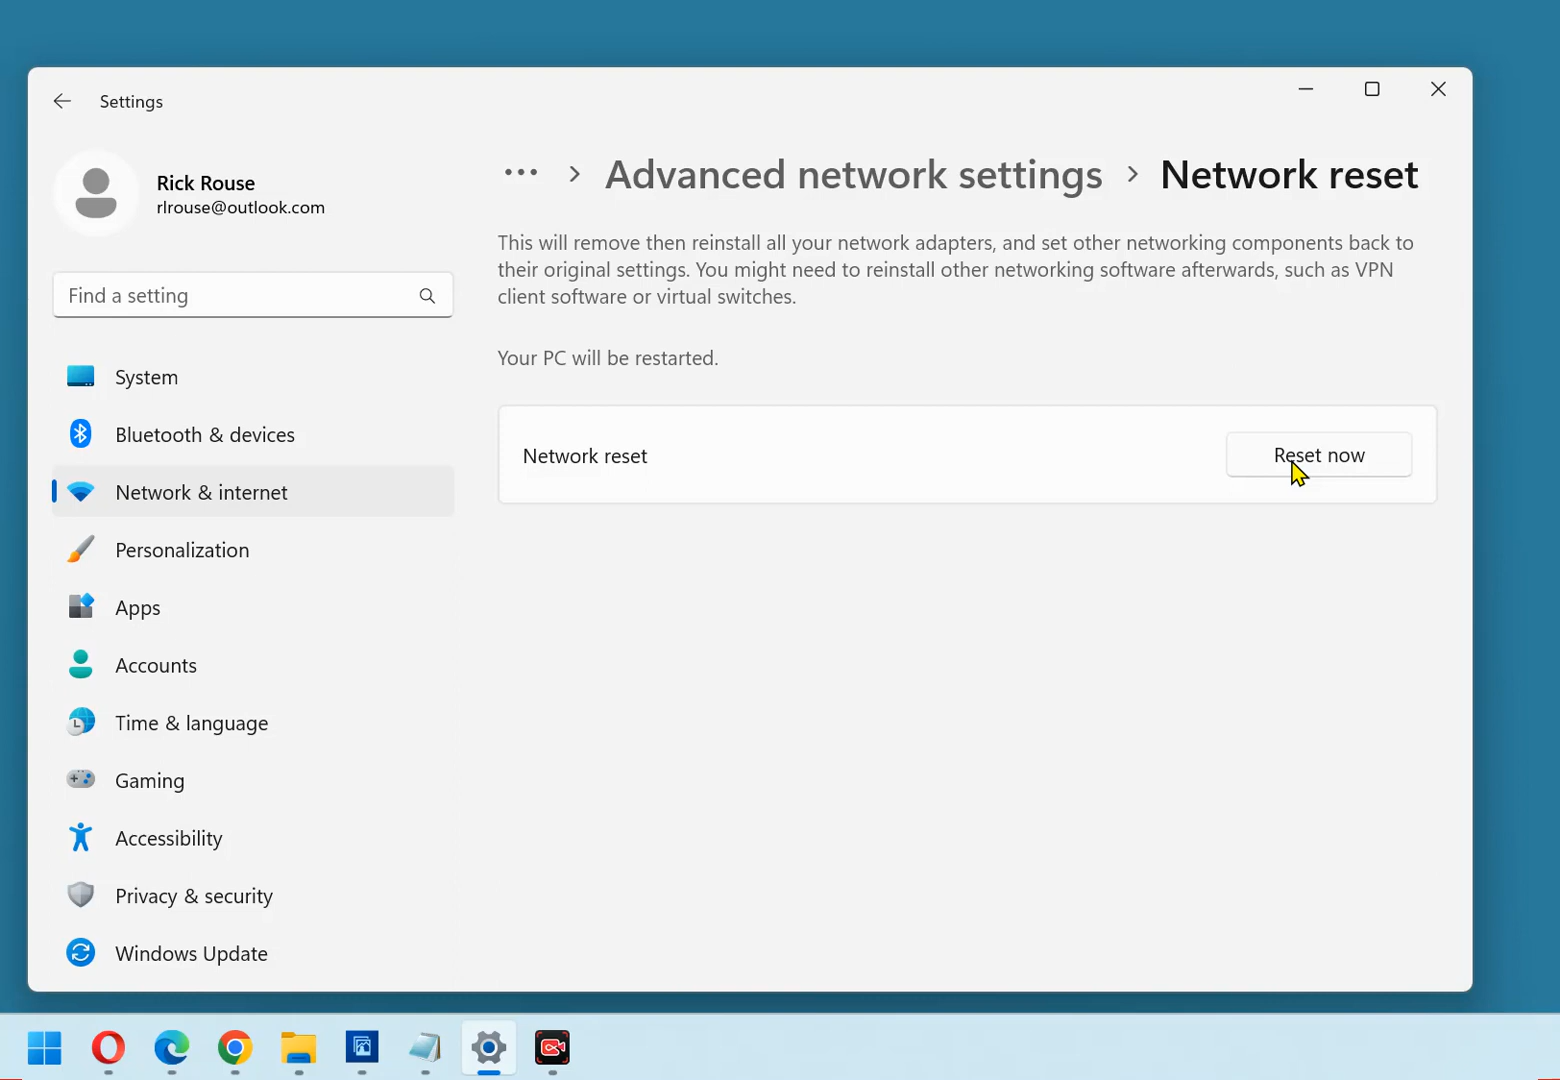 Settings
Rick Rouse
rlrouse@outlook.com
Find a setting
System
Bluetooth & devices
Network & internet
Personalization
Apps
Accounts
Time & language
Gaming
Accessibility
Privacy & security
Windows Update
··· > Advanced network settings > Network reset
This will remove then reinstall all your network adapters, and set other networking components back to
their original settings. You might need to reinstall other networking software afterwards, such as VPN
client software or virtual switches.
Your PC will be restarted.
Network reset
Reset now